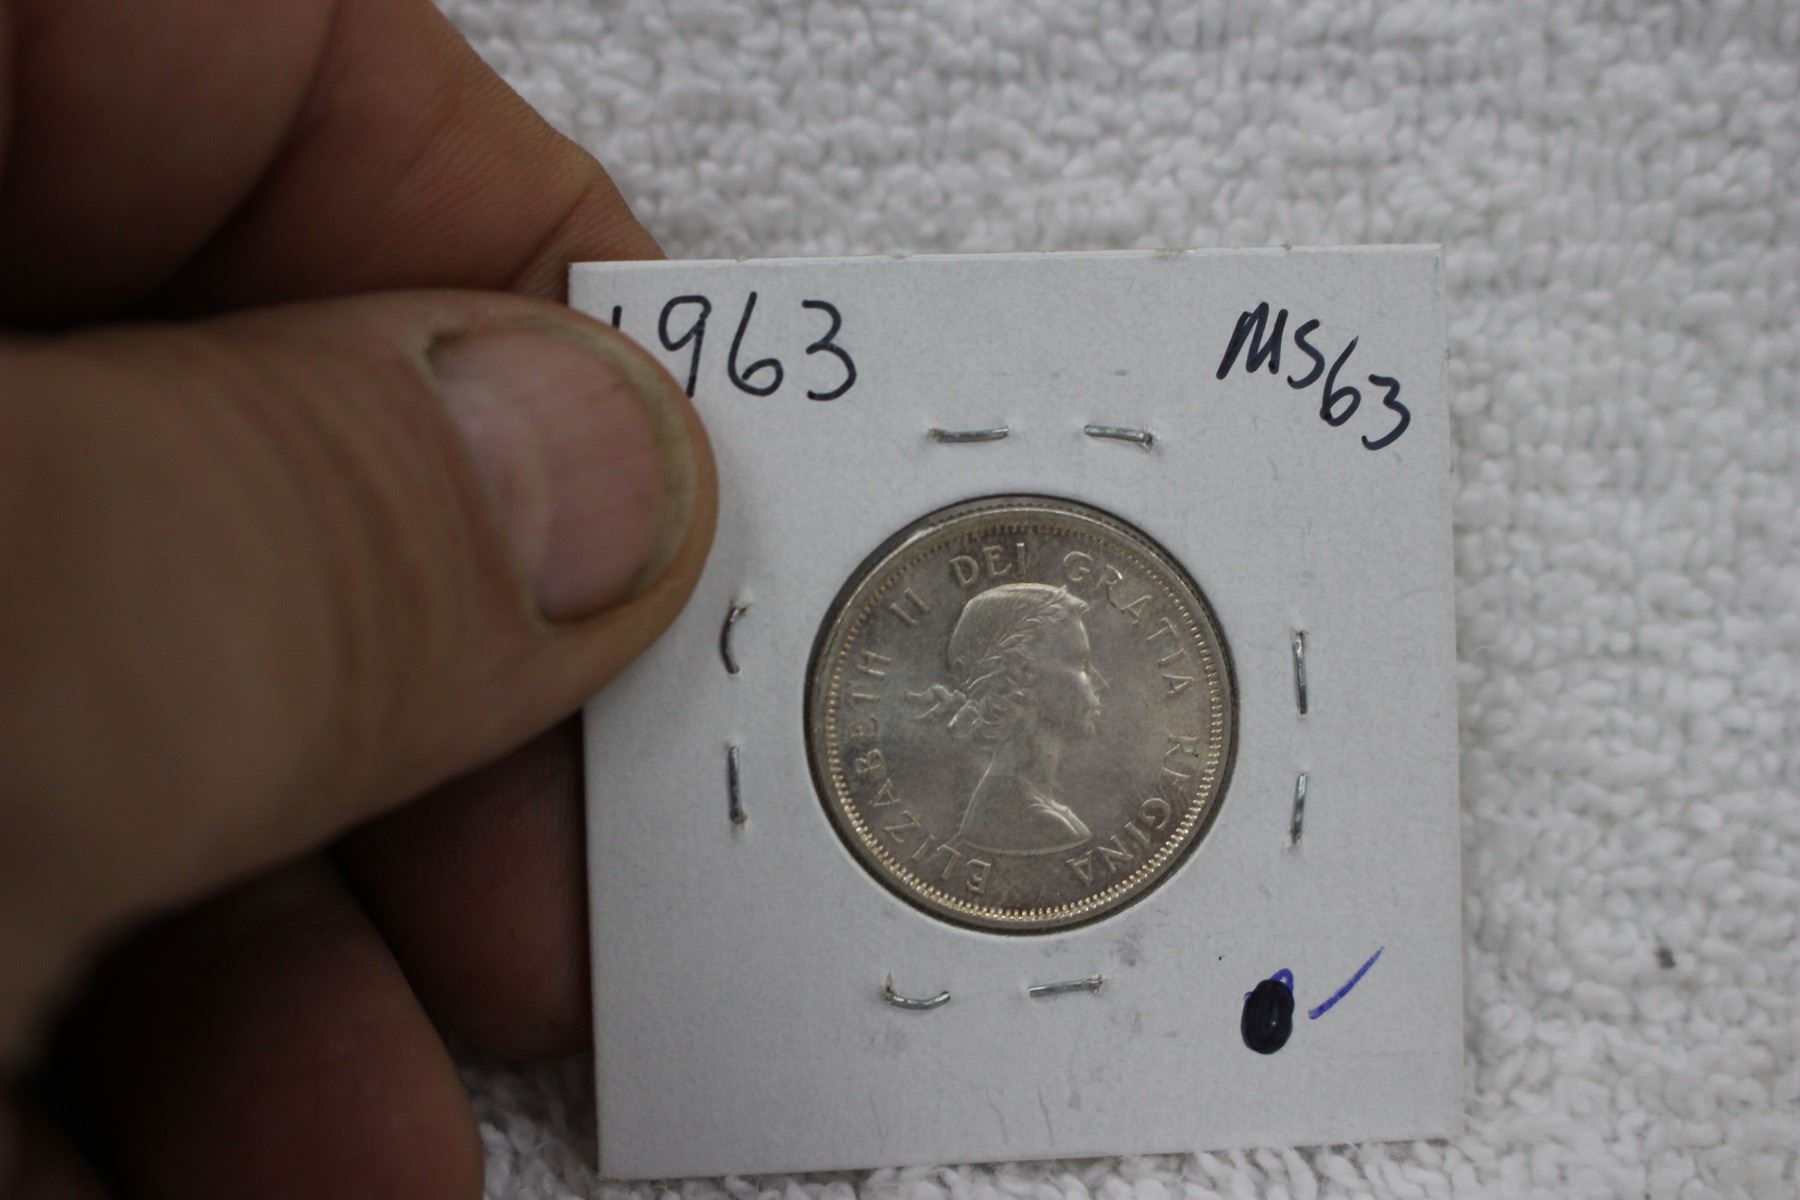 1963
MS63
ELIZABETH II DEI GRATIA REGINA